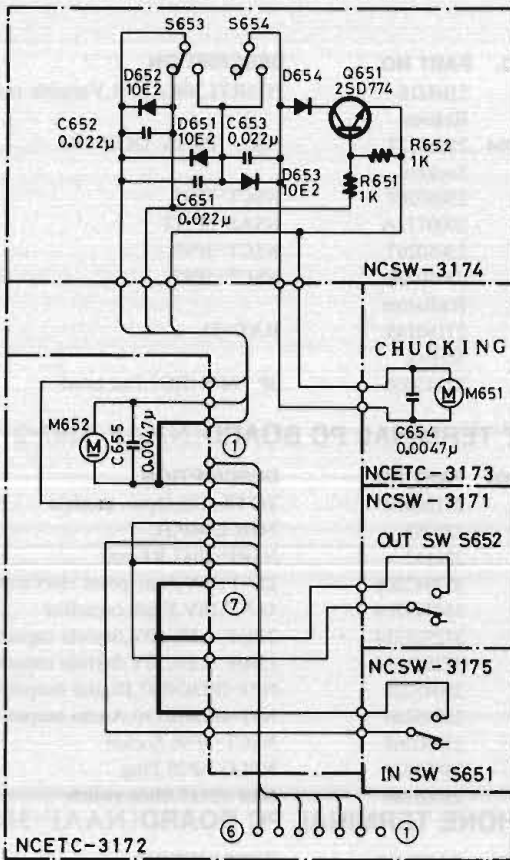 S653 S654
D652
10E2
D654
Q651
2SD774
C652
0.022μ
D651
10E2
C653
0.022μ
R652
1K
D653
10E2
R651
1K
C651
0.022μ
NCSW-3174
CHUCKING
M M651
C654
0.0047μ
M652
M
C655
0.0047μ
①
NCETC-3173
NCSW-3171
OUT SW S652
⑦
NCSW-3175
IN SW S651
⑥ ①
NCETC-3172